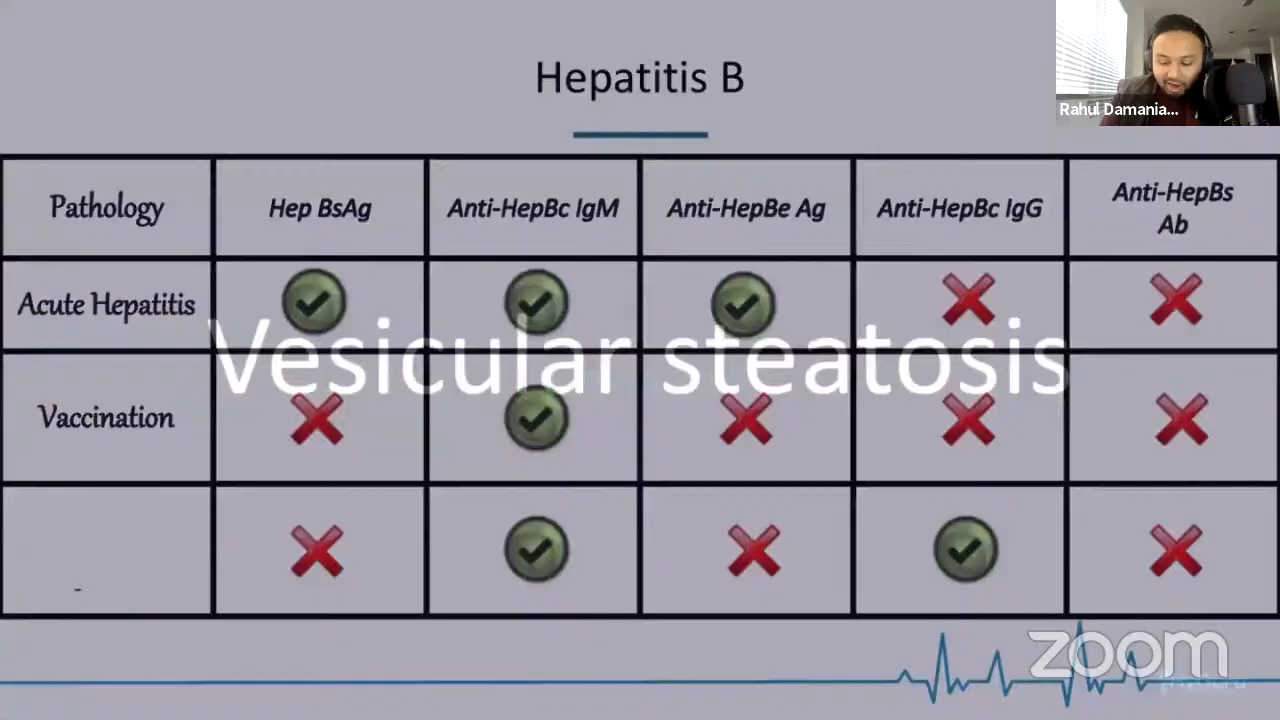 Hepatitis B
Rahul Damania...
Pathology
Hep BsAg
Anti-HepBc IgM
Anti-HepBe Ag
Anti-HepBc IgG
Anti-HepBs
Ab
Acute Hepatitis
Vesicular steatosis
Vaccination
-
zoom